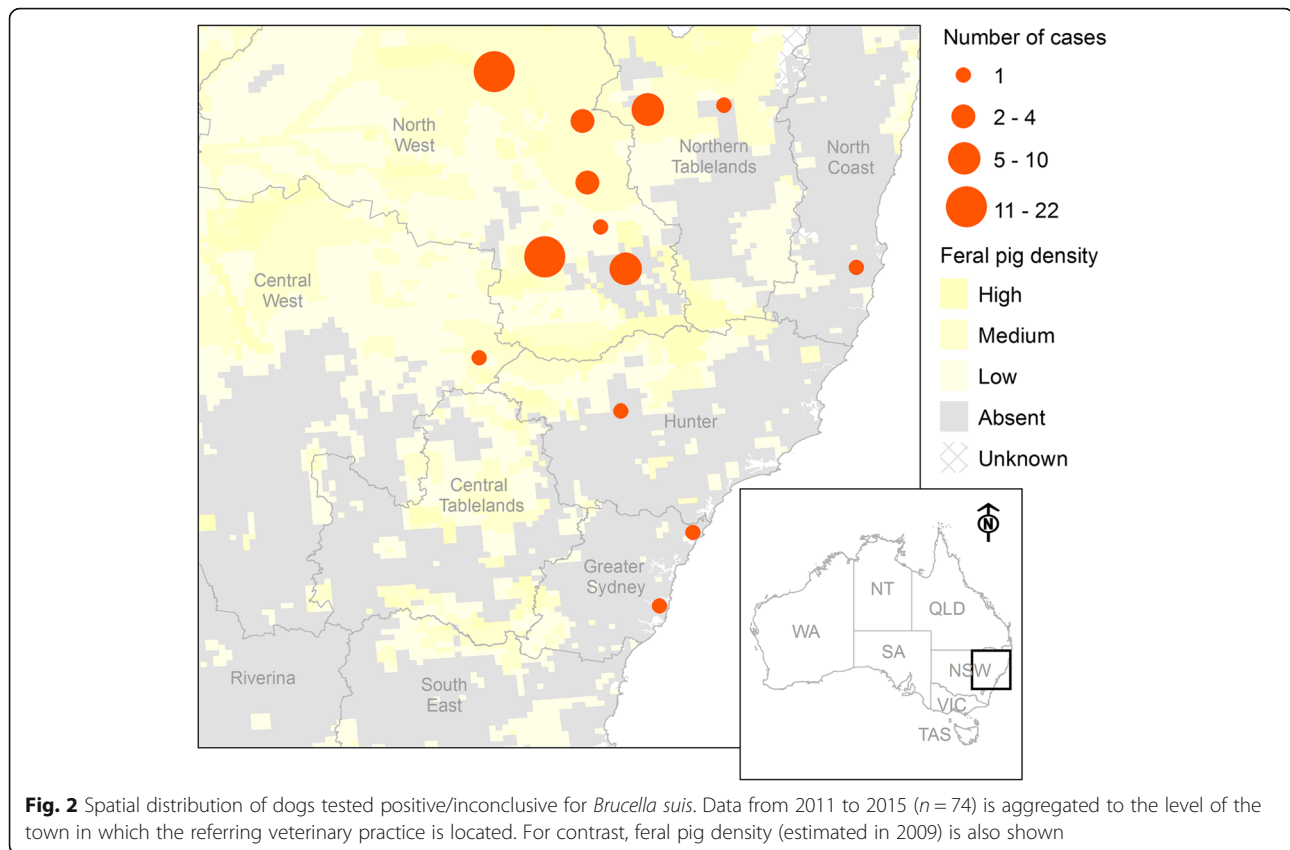 North
West
Northern
Tablelands
North
Coast
Central
West
Hunter
Central
Tablelands
Greater
Sydney
Riverina
South
East
Number of cases
1
2 - 4
5 - 10
11 - 22
Feral pig density
High
Medium
Low
Absent
Unknown
N
NT
QLD
WA
SA
NSW
VIC
TAS
Fig. 2 Spatial distribution of dogs tested positive/inconclusive for Brucella suis. Data from 2011 to 2015 (n = 74) is aggregated to the level of the
town in which the referring veterinary practice is located. For contrast, feral pig density (estimated in 2009) is also shown